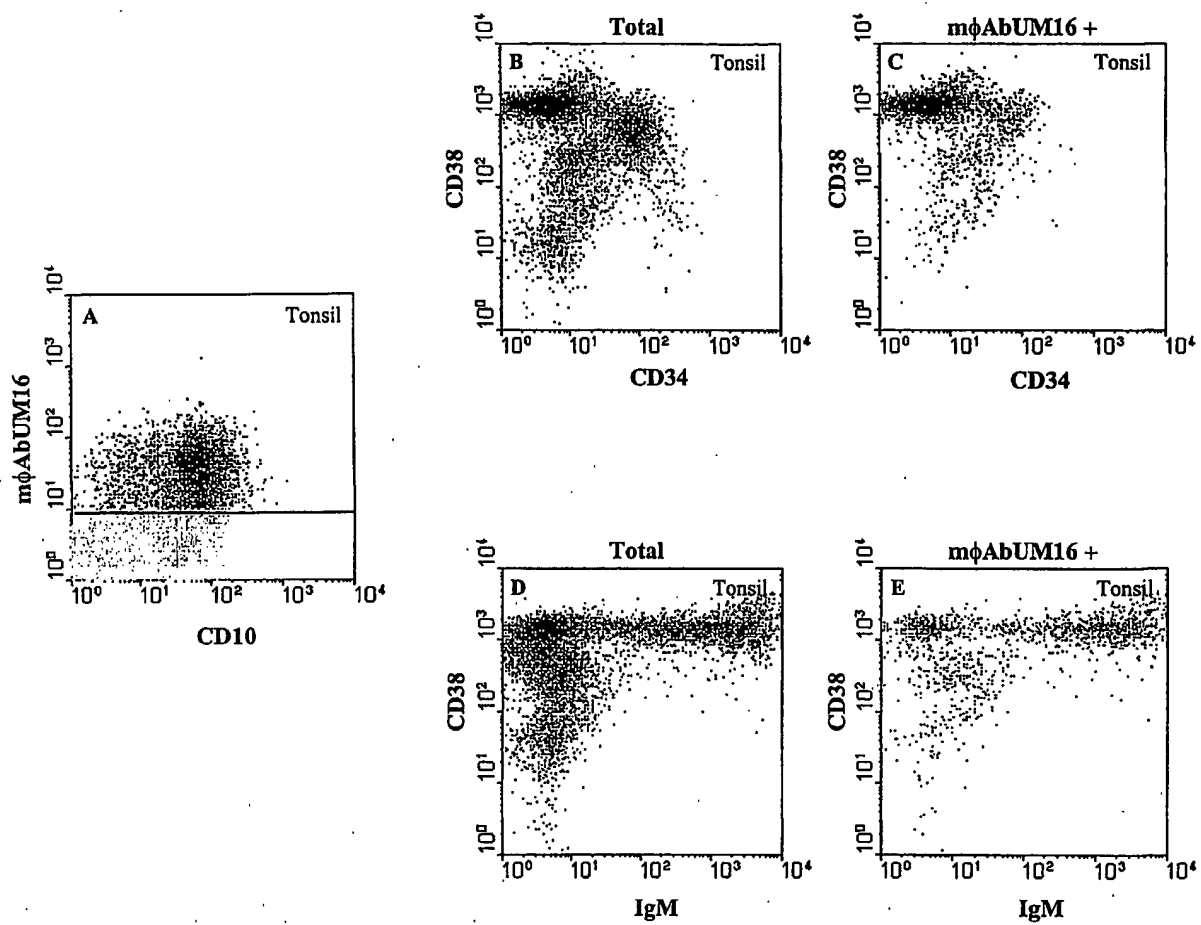 Total
B
Tonsil
10⁴
10³
10²
10¹
10⁰
CD38
10⁰ 10¹ 10² 10³ 10⁴
CD34
mϕAbUM16 +
C
Tonsil
10⁴
10³
10²
10¹
10⁰
CD38
10⁰ 10¹ 10² 10³ 10⁴
CD34
A
Tonsil
10⁴
10³
10²
10¹
10⁰
mϕAbUM16
10⁰ 10¹ 10² 10³ 10⁴
CD10
Total
D
Tonsil
10⁴
10³
10²
10¹
10⁰
CD38
10⁰ 10¹ 10² 10³ 10⁴
IgM
mϕAbUM16 +
E
Tonsil
10⁴
10³
10²
10¹
10⁰
CD38
10⁰ 10¹ 10² 10³ 10⁴
IgM